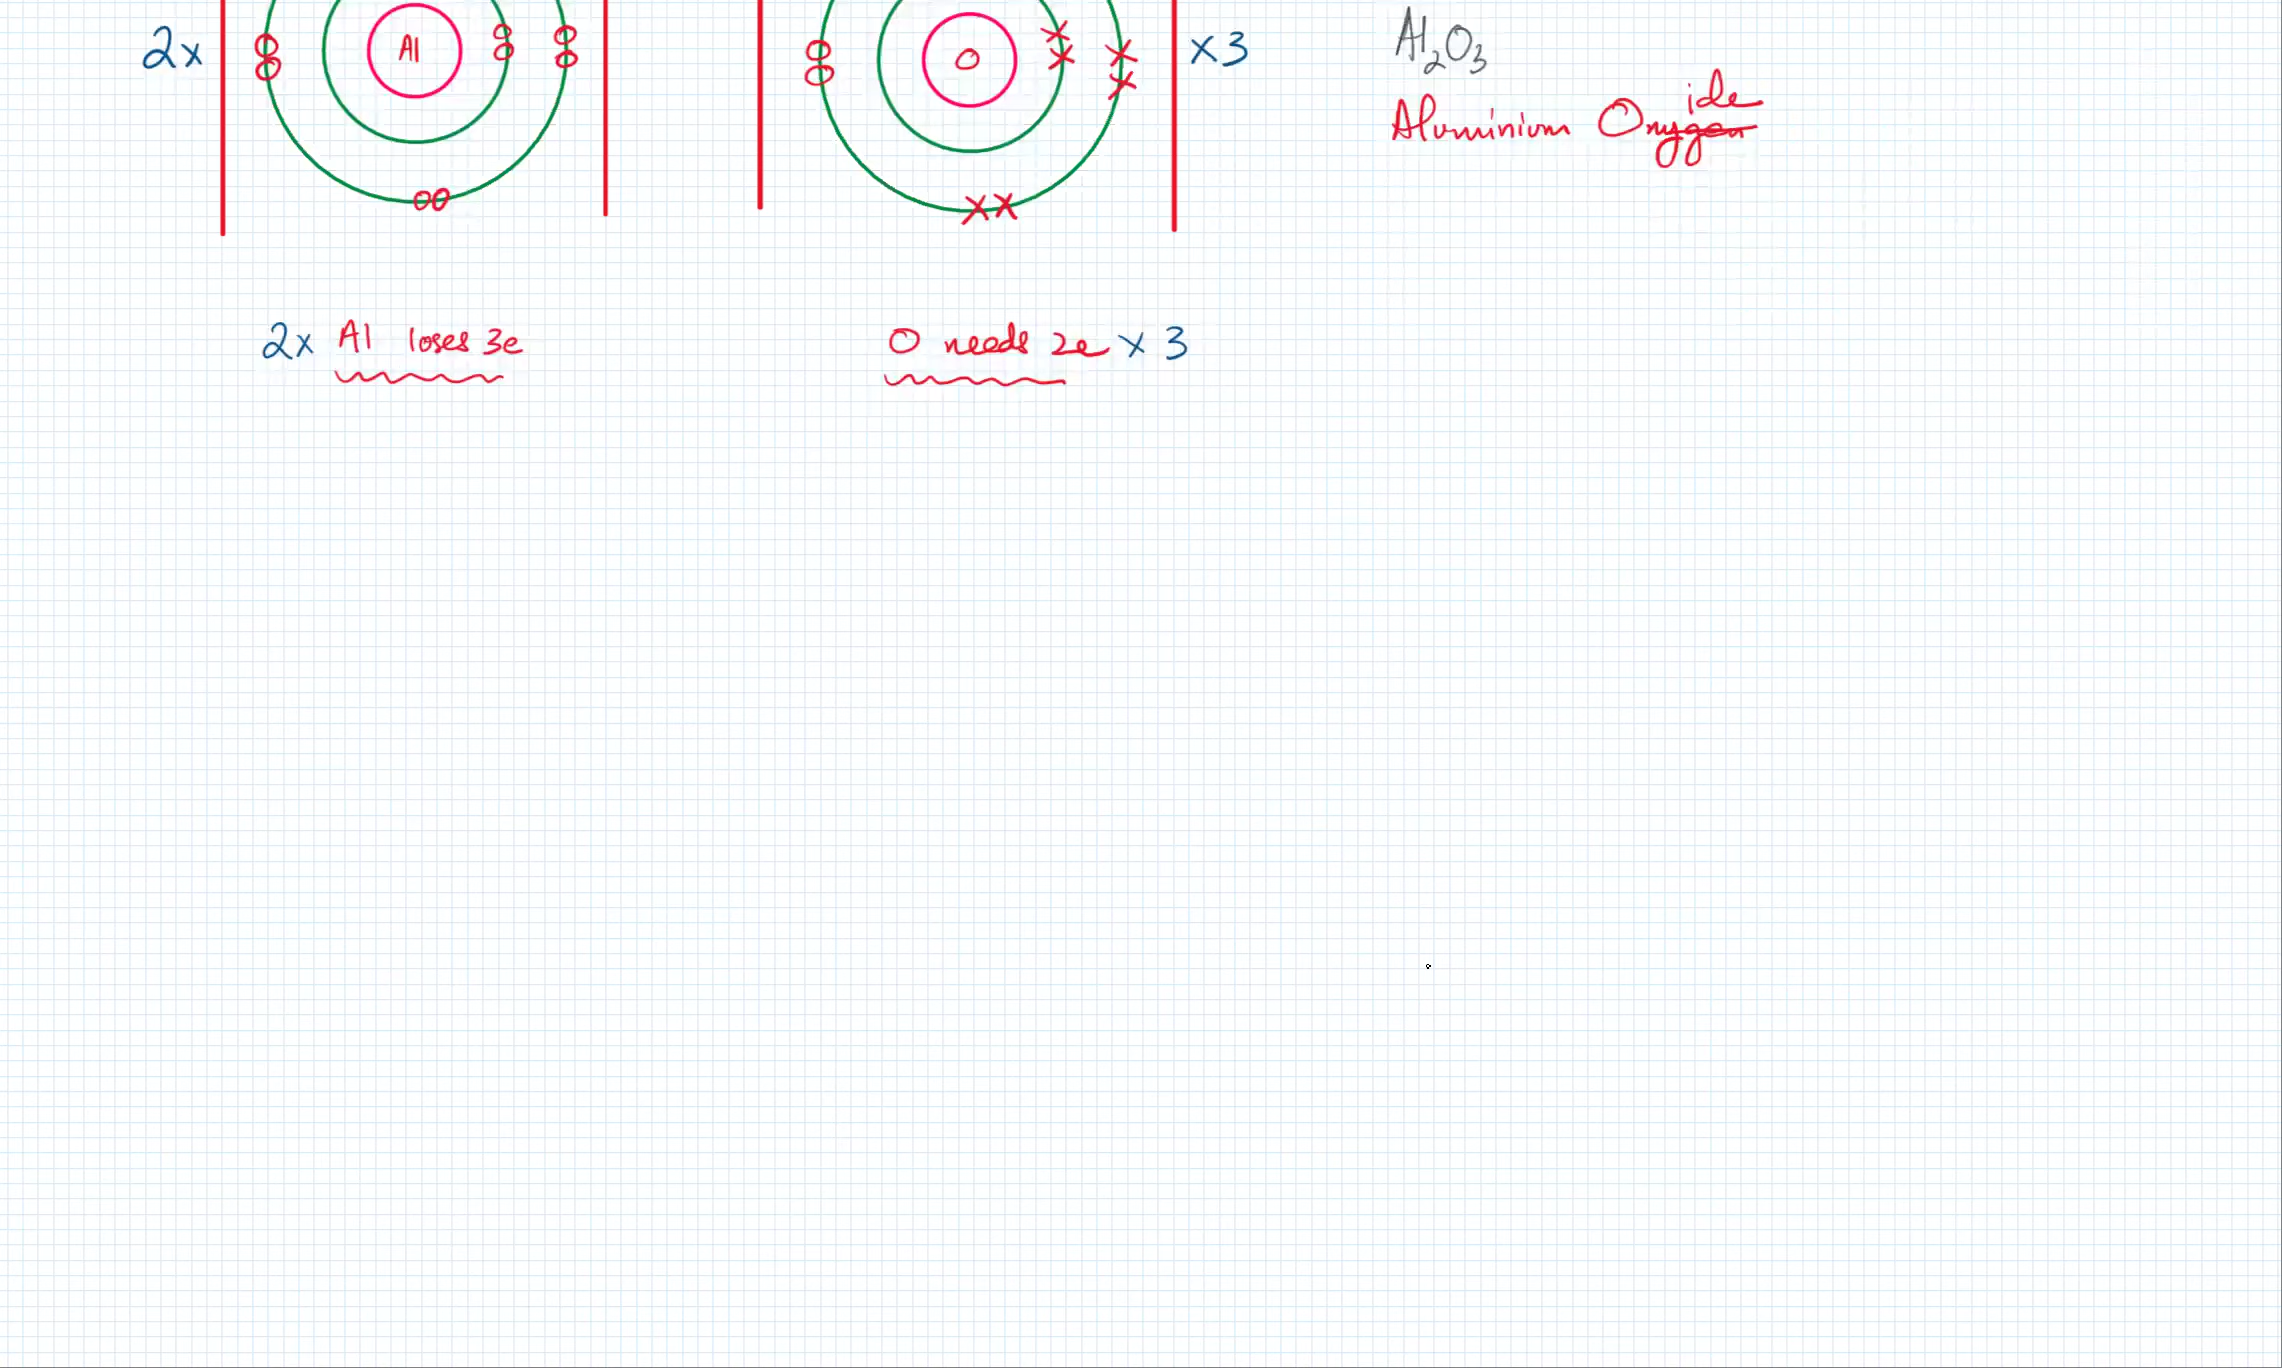 2x Al O x3
Al₂O₃
ide
Aluminium Oxygen
2x Al loses 3e
O needs 2e x 3